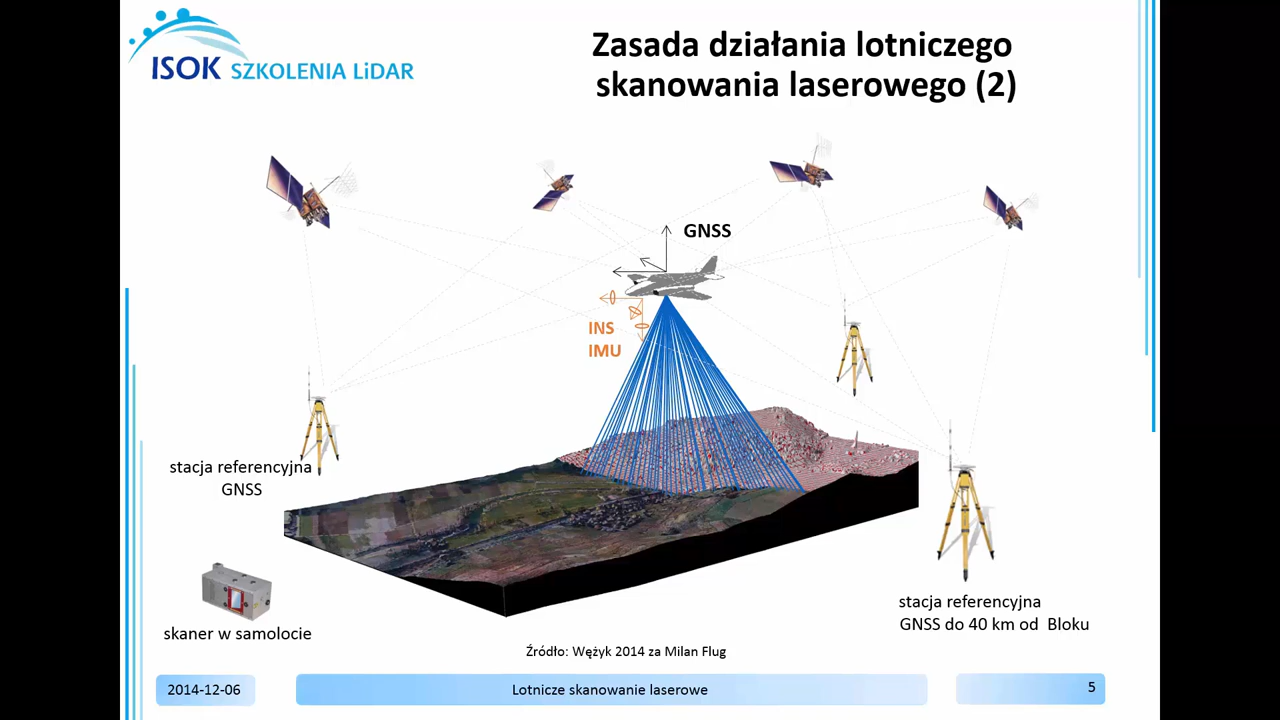 ISOK SZKOLENIA LiDAR
Zasada działania lotniczego
skanowania laserowego (2)
GNSS
INS
IMU
stacja referencyjna
GNSS
skaner w samolocie
stacja referencyjna
GNSS do 40 km od Bloku
Źródło: Wężyk 2014 za Milan Flug
2014-12-06
Lotnicze skanowanie laserowe
5